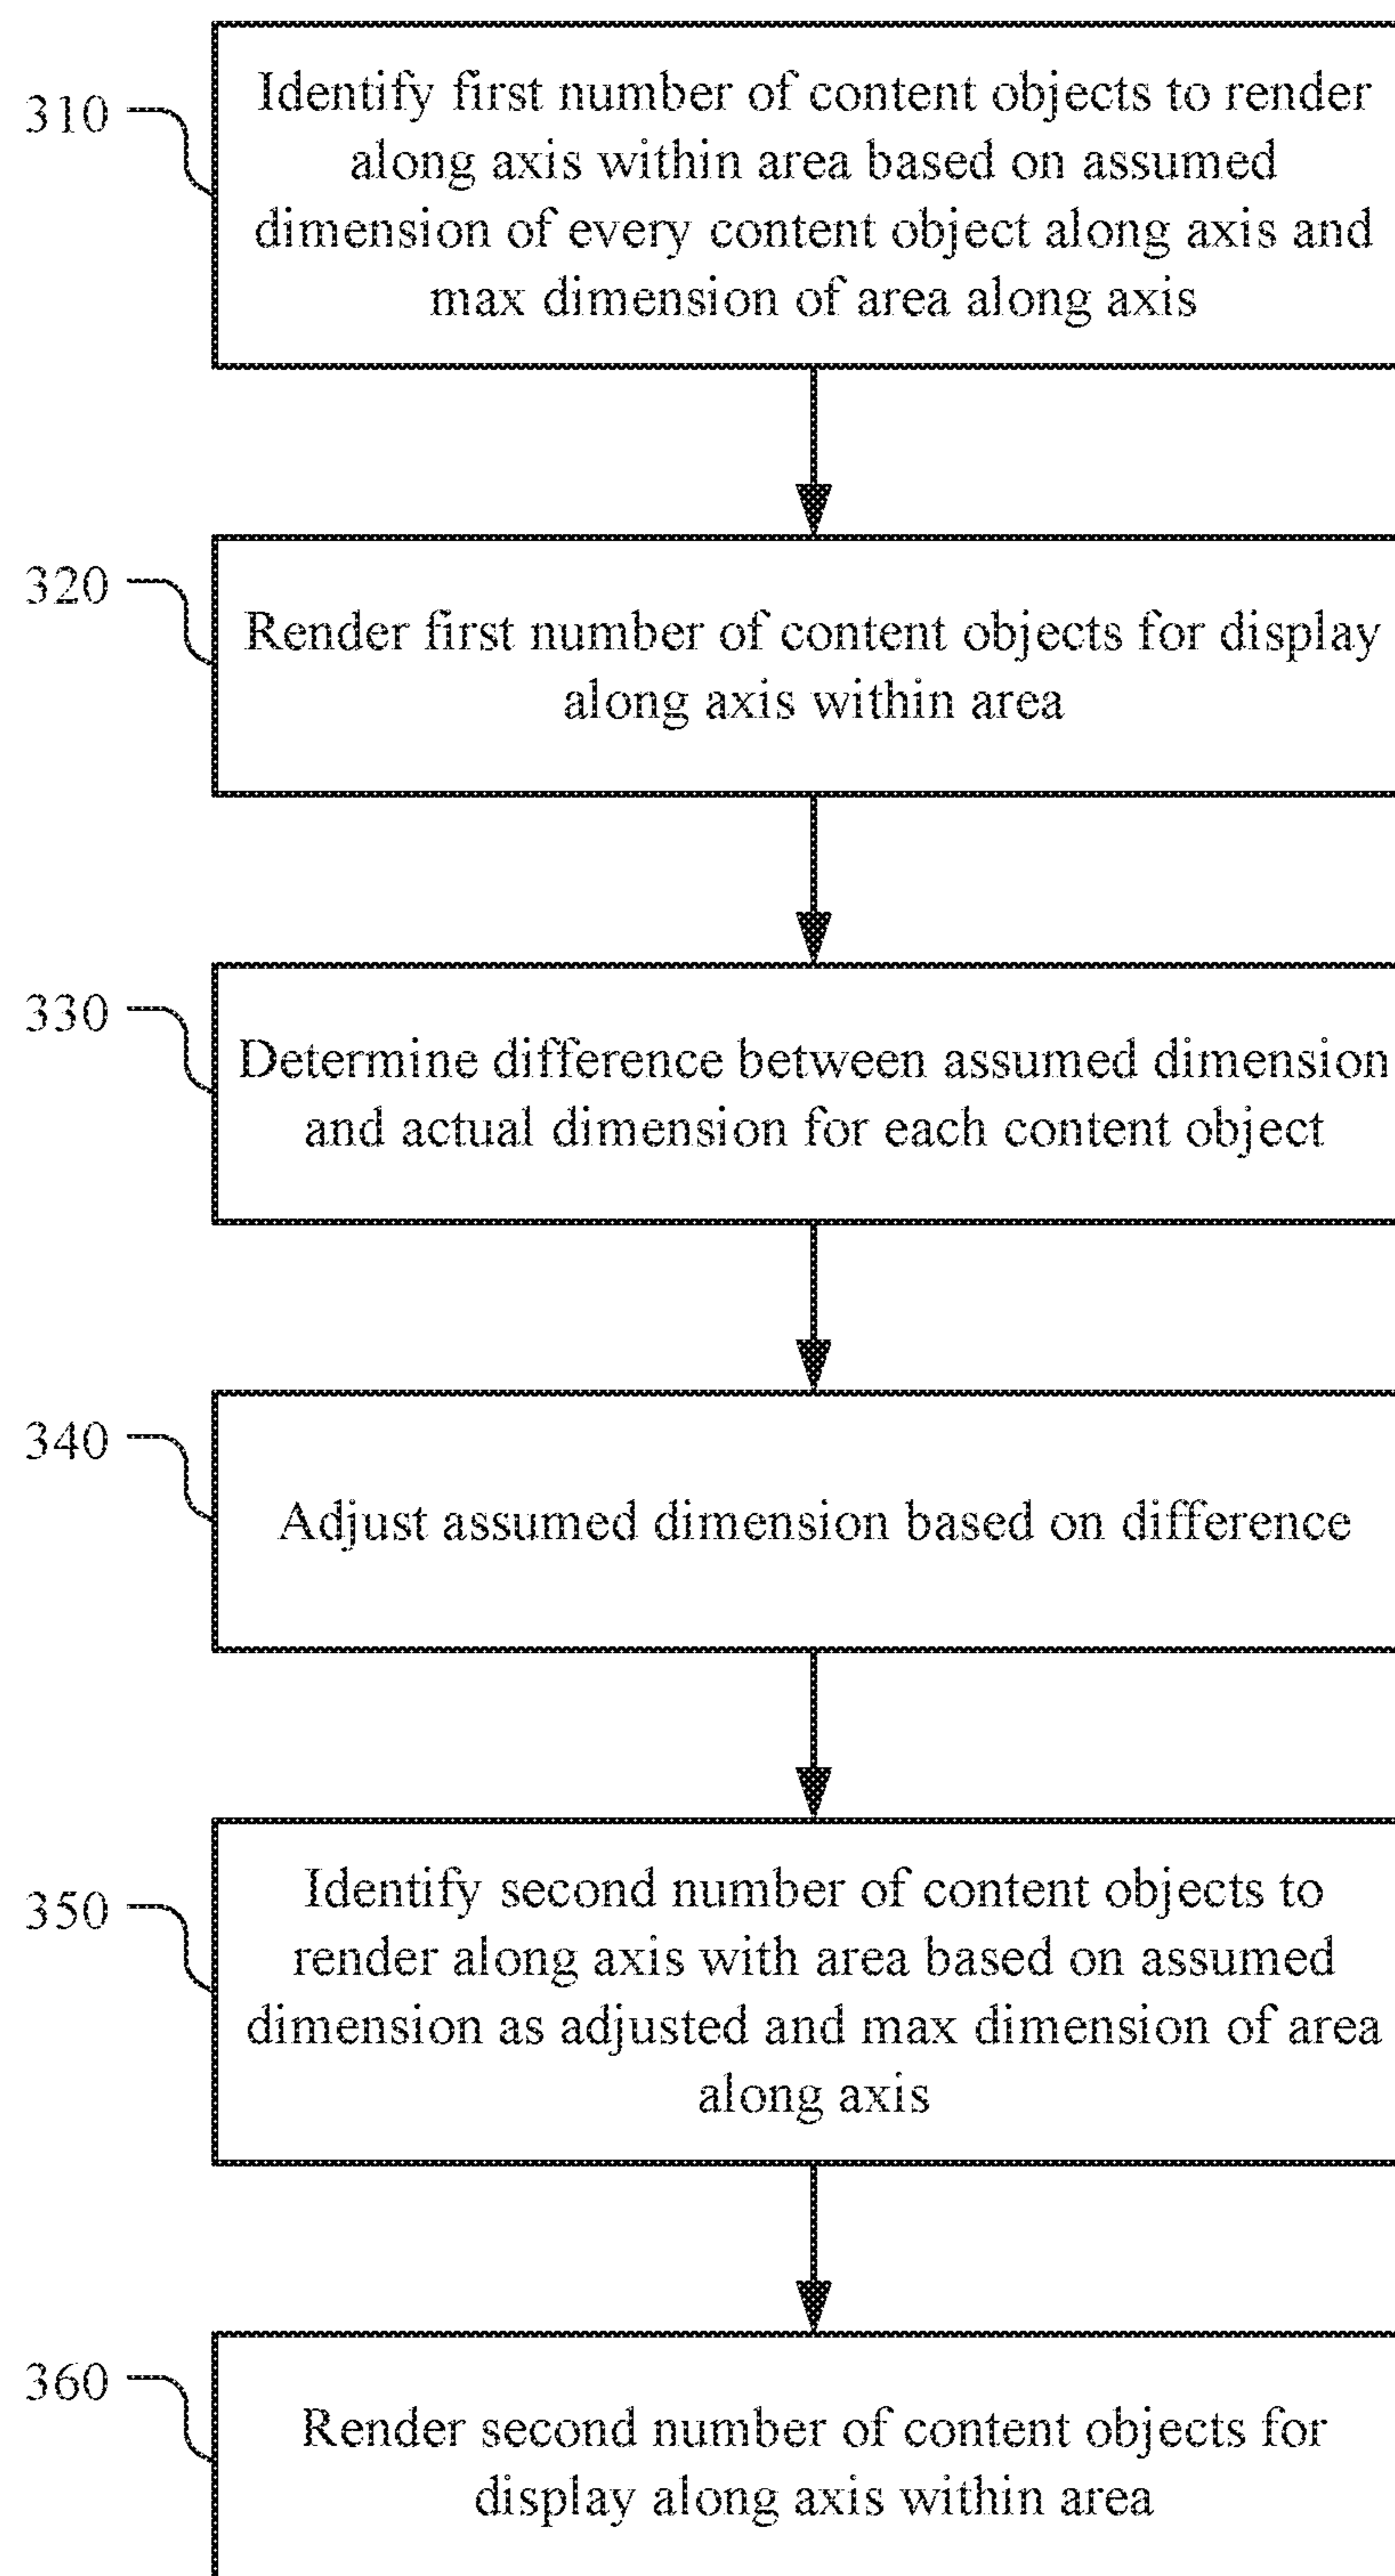 310
Identify first number of content objects to render
along axis within area based on assumed
dimension of every content object along axis and
max dimension of area along axis
320
Render first number of content objects for display
along axis within area
330
Determine difference between assumed dimension
and actual dimension for each content object
340
Adjust assumed dimension based on difference
350
Identify second number of content objects to
render along axis with area based on assumed
dimension as adjusted and max dimension of area
along axis
360
Render second number of content objects for
display along axis within area